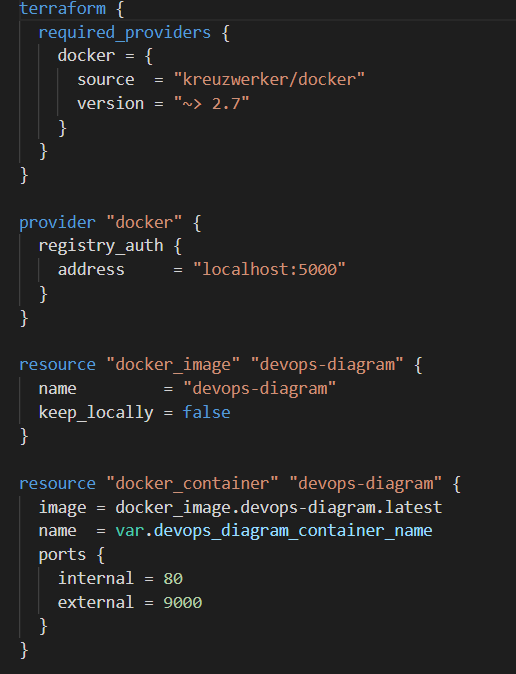 terraform {
  required_providers {
    docker = {
      source  = "kreuzwerker/docker"
      version = "~> 2.7"
    }
  }
}

provider "docker" {
  registry_auth {
    address     = "localhost:5000"
  }
}

resource "docker_image" "devops-diagram" {
  name         = "devops-diagram"
  keep_locally = false
}

resource "docker_container" "devops-diagram" {
  image = docker_image.devops-diagram.latest
  name  = var.devops_diagram_container_name
  ports {
    internal = 80
    external = 9000
  }
}